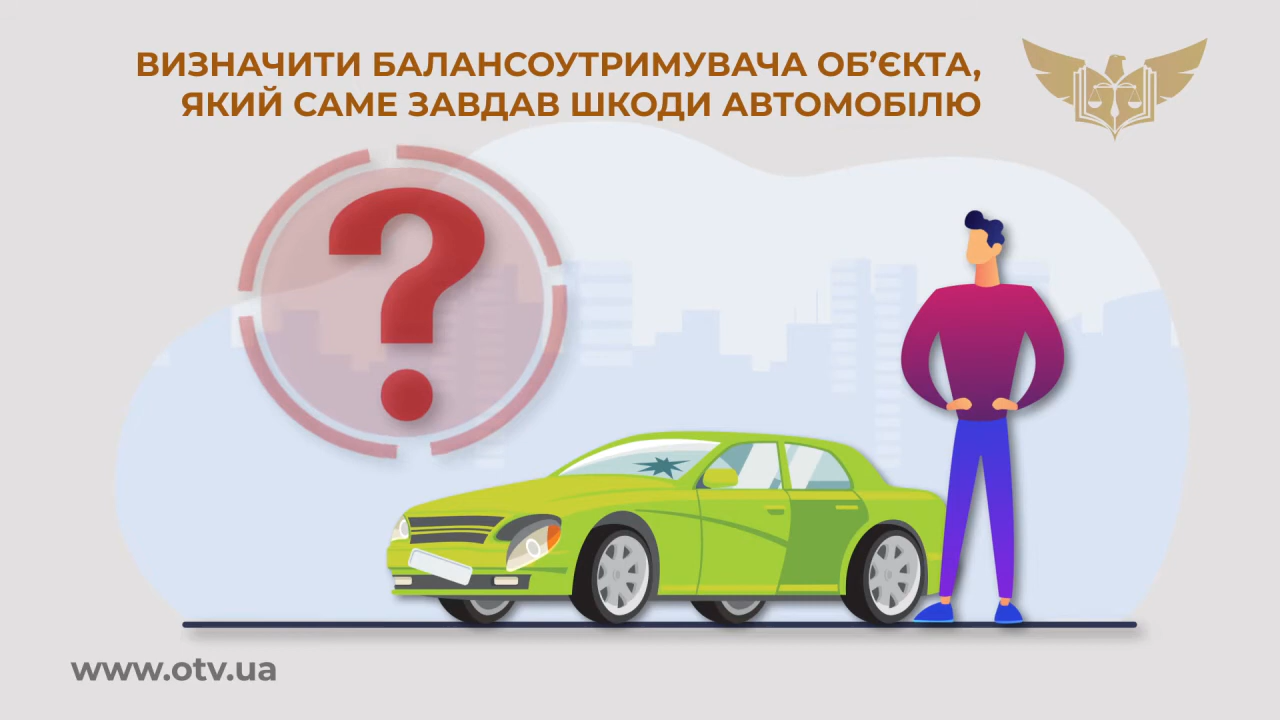 ВИЗНАЧИТИ БАЛАНСОУТРИМУВАЧА ОБ’ЄКТА,
ЯКИЙ САМЕ ЗАВДАВ ШКОДИ АВТОМОБІЛЮ
?
www.otv.ua